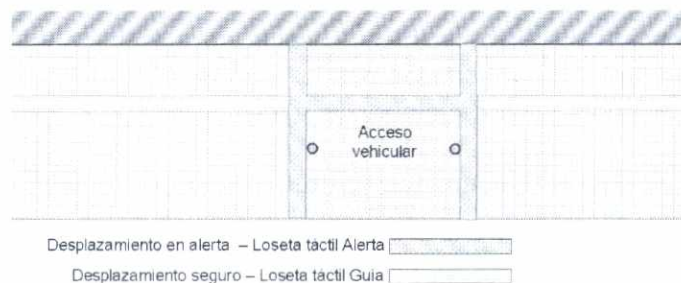 Acceso
vehicular
Desplazamiento en alerta – Loseta táctil Alerta
Desplazamiento seguro – Loseta táctil Guia